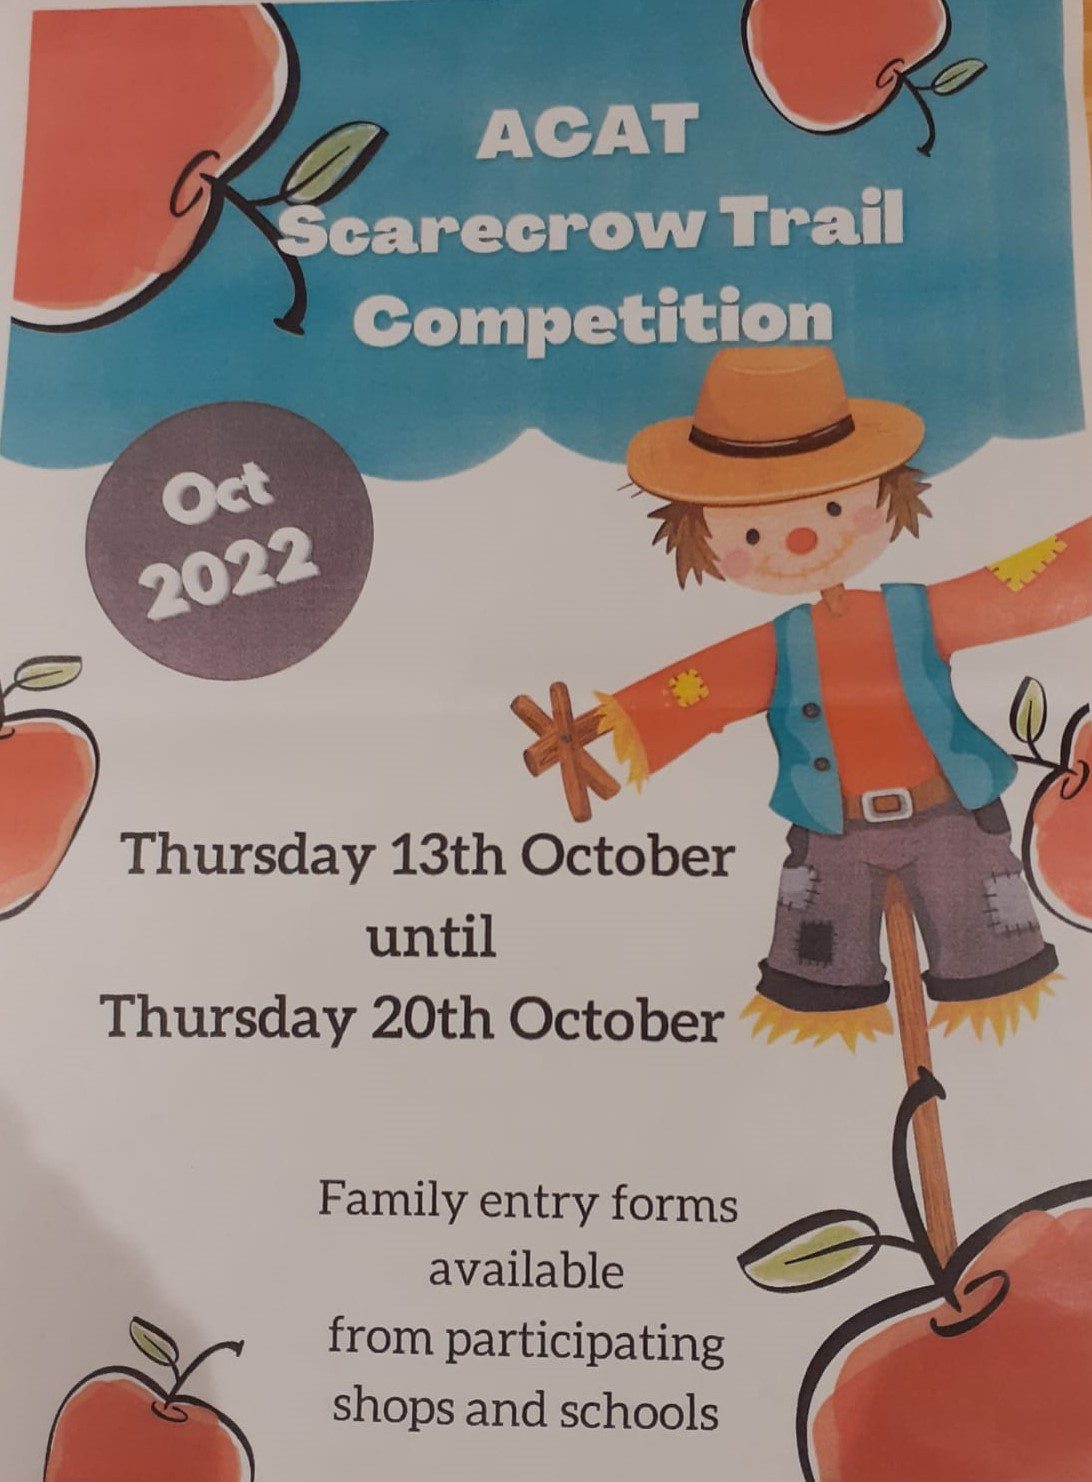 ACAT
Scarecrow Trail
Competition
Oct
2022
Thursday 13th October
until
Thursday 20th October
Family entry forms
available
from participating
shops and schools